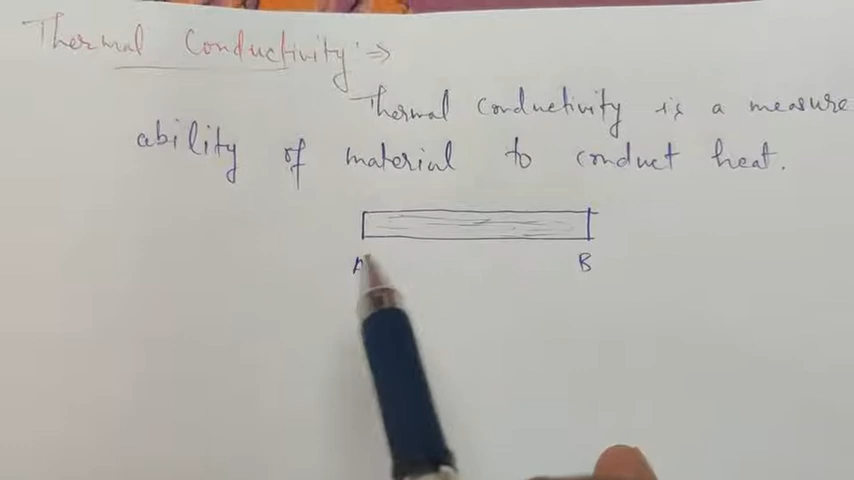 Thermal Conductivity :⇒
Thermal conductivity is a measure
ability of material to conduct heat.
A B